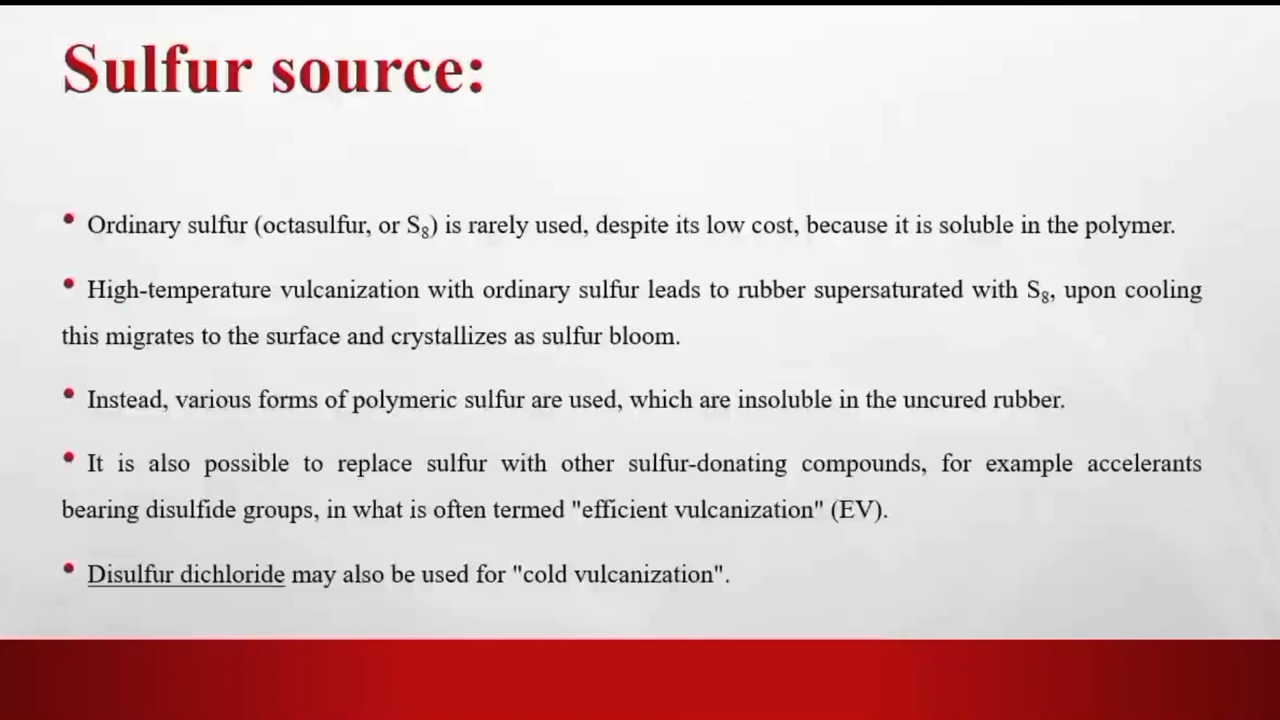 Sulfur source:
• Ordinary sulfur (octasulfur, or S₈) is rarely used, despite its low cost, because it is soluble in the polymer.
• High-temperature vulcanization with ordinary sulfur leads to rubber supersaturated with S₈, upon cooling
this migrates to the surface and crystallizes as sulfur bloom.
• Instead, various forms of polymeric sulfur are used, which are insoluble in the uncured rubber.
• It is also possible to replace sulfur with other sulfur-donating compounds, for example accelerants
bearing disulfide groups, in what is often termed "efficient vulcanization" (EV).
• Disulfur dichloride may also be used for "cold vulcanization".